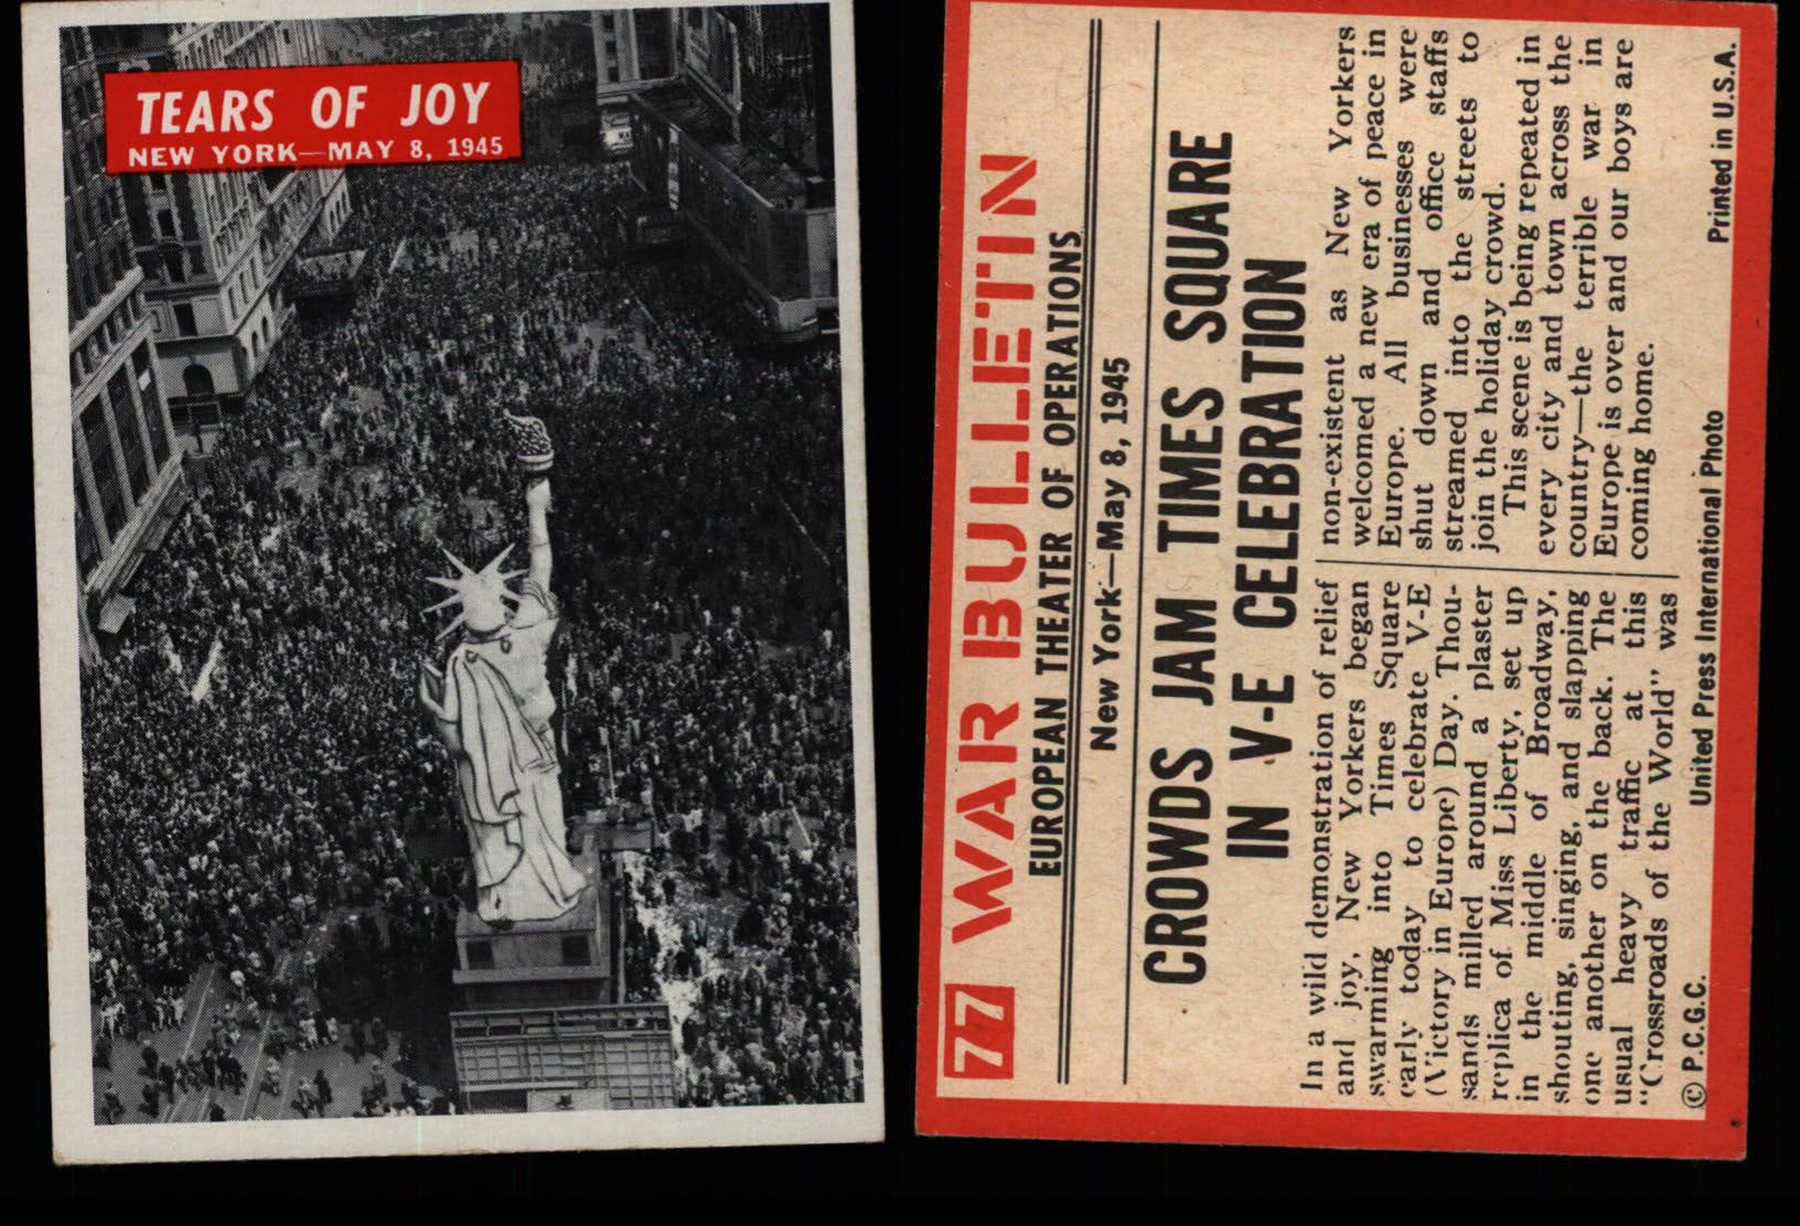 TEARS OF JOY
NEW YORK—MAY 8, 1945
77 WAR BULLETIN
EUROPEAN THEATER OF OPERATIONS
New York—May 8, 1945
CROWDS JAM TIMES SQUARE
IN V-E CELEBRATION
In a wild demonstration of relief
and joy, New Yorkers began
swarming into Times Square
early today to celebrate V-E
(Victory in Europe) Day. Thou-
sands milled around a plaster
replica of Miss Liberty, set up
in the middle of Broadway,
shouting, singing, and slapping
one another on the back. The
usual heavy traffic at this
“Crossroads of the World” was
non-existent as New Yorkers
welcomed a new era of peace in
Europe. All businesses were
shut down and office staffs
streamed into the streets to
join the holiday crowd.
This scene is being repeated in
every city and town across the
country—the terrible war in
Europe is over and our boys are
coming home.
© P.C.G.C. United Press International Photo Printed in U.S.A.